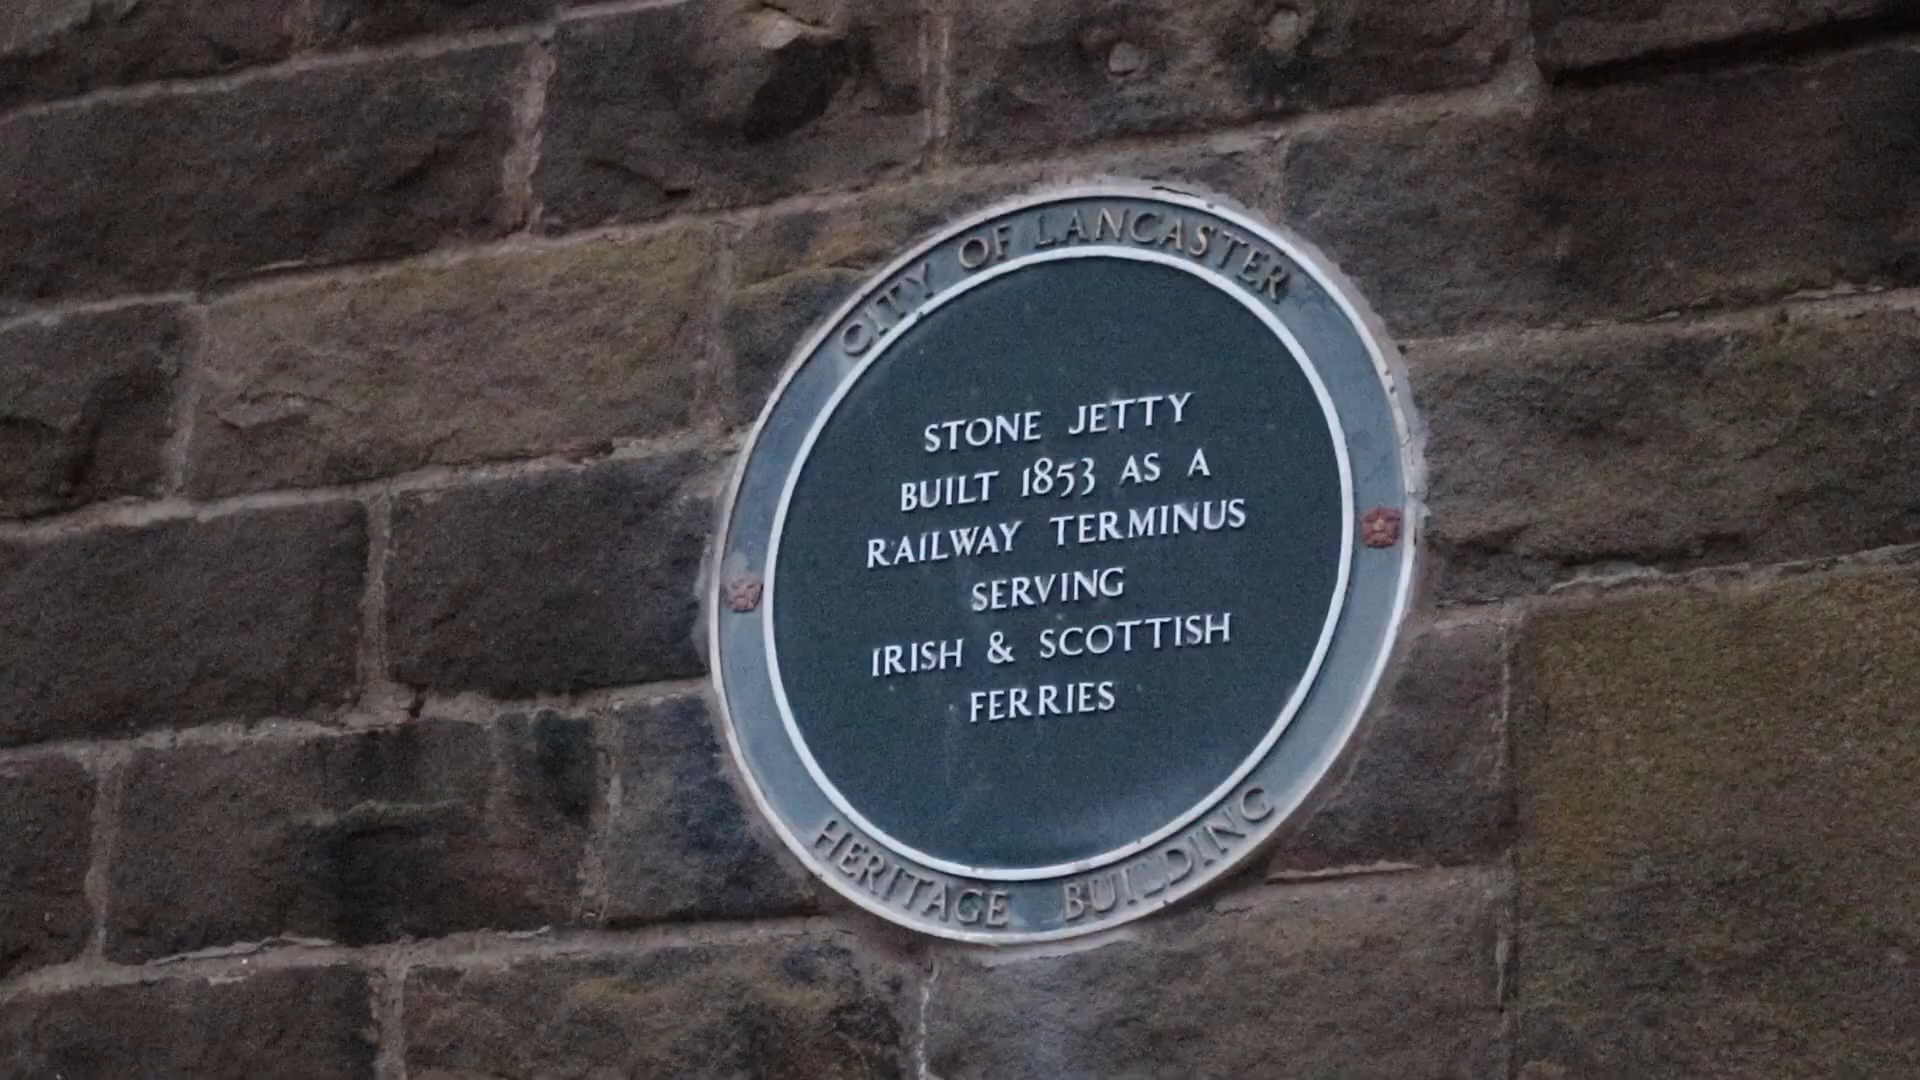 CITY OF LANCASTER
STONE JETTY
BUILT 1853 AS A
RAILWAY TERMINUS
SERVING
IRISH & SCOTTISH
FERRIES
HERITAGE BUILDING